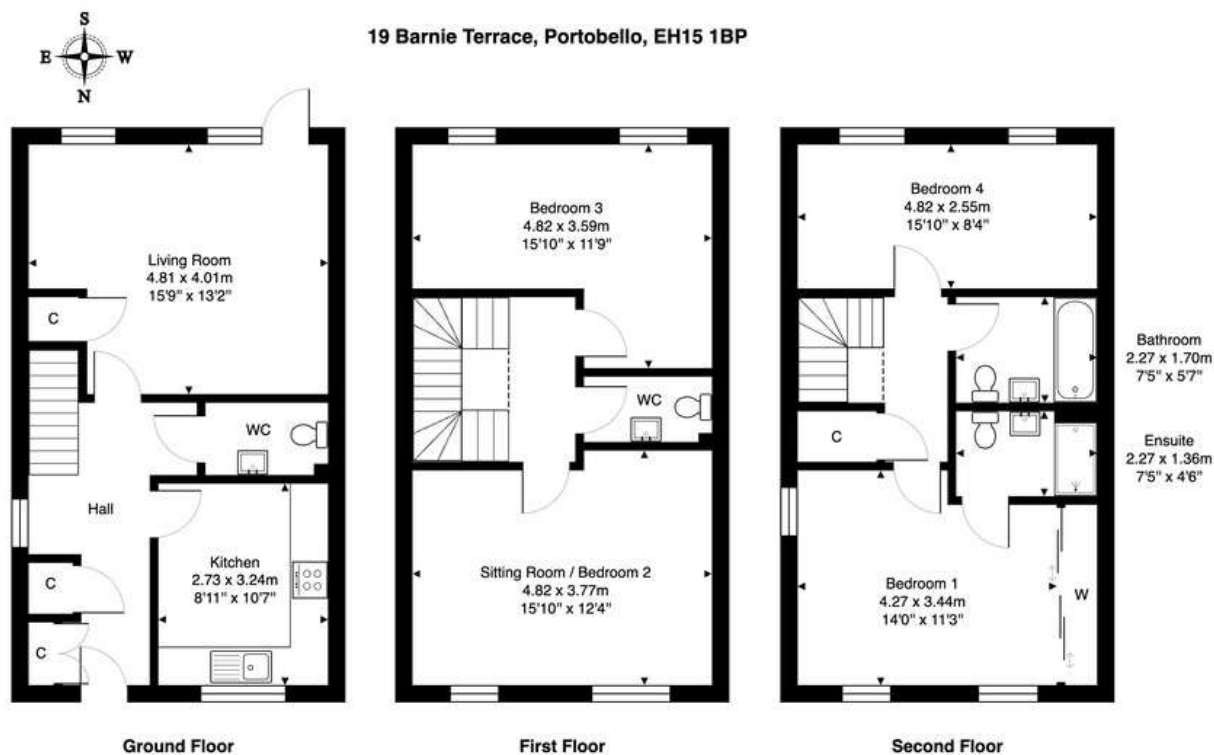 19 Barnie Terrace, Portobello, EH15 1BP
S
E W
N
Living Room
4.81 x 4.01m
15'9" x 13'2"
C
WC
Hall
Kitchen
2.73 x 3.24m
8'11" x 10'7"
C
C
Ground Floor
Bedroom 3
4.82 x 3.59m
15'10" x 11'9"
WC
Sitting Room / Bedroom 2
4.82 x 3.77m
15'10" x 12'4"
First Floor
Bedroom 4
4.82 x 2.55m
15'10" x 8'4"
Bathroom
2.27 x 1.70m
7'5" x 5'7"
C
Ensuite
2.27 x 1.36m
7'5" x 4'6"
Bedroom 1
4.27 x 3.44m
14'0" x 11'3"
W
Second Floor